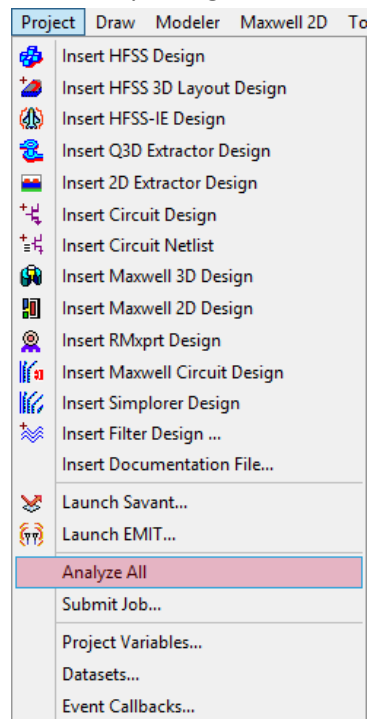 Project Draw Modeler Maxwell 2D To
Insert HFSS Design
Insert HFSS 3D Layout Design
Insert HFSS-IE Design
Insert Q3D Extractor Design
Insert 2D Extractor Design
Insert Circuit Design
Insert Circuit Netlist
Insert Maxwell 3D Design
Insert Maxwell 2D Design
Insert RMxprt Design
Insert Maxwell Circuit Design
Insert Simplorer Design
Insert Filter Design ...
Insert Documentation File...
Launch Savant...
Launch EMIT...
Analyze All
Submit Job...
Project Variables...
Datasets...
Event Callbacks...